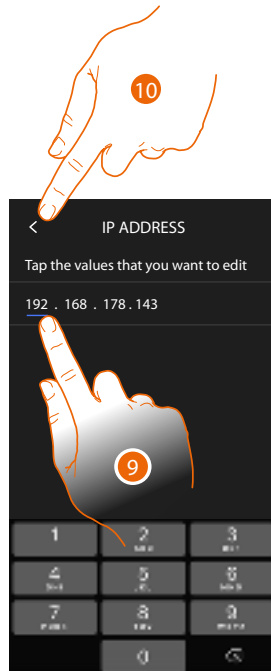 10
< IP ADDRESS
Tap the values that you want to edit
192 . 168 . 178 . 143
9
1 2 3
4 5 6
7 8 9
0